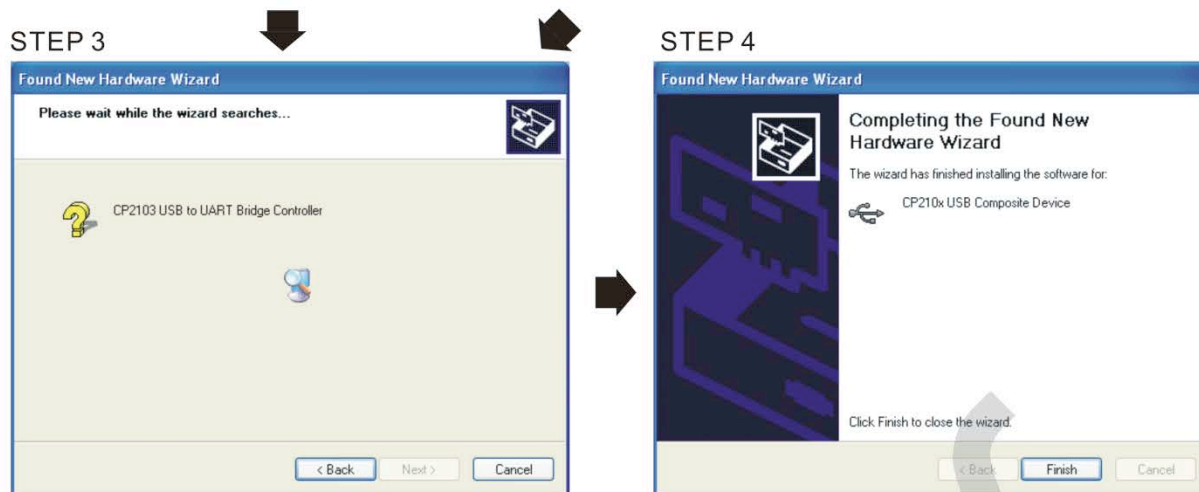 STEP 3
Found New Hardware Wizard
Please wait while the wizard searches...
CP2103 USB to UART Bridge Controller
< Back
Next >
Cancel
STEP 4
Found New Hardware Wizard
Completing the Found New
Hardware Wizard
The wizard has finished installing the software for:
CP210x USB Composite Device
Click Finish to close the wizard.
< Back
Finish
Cancel